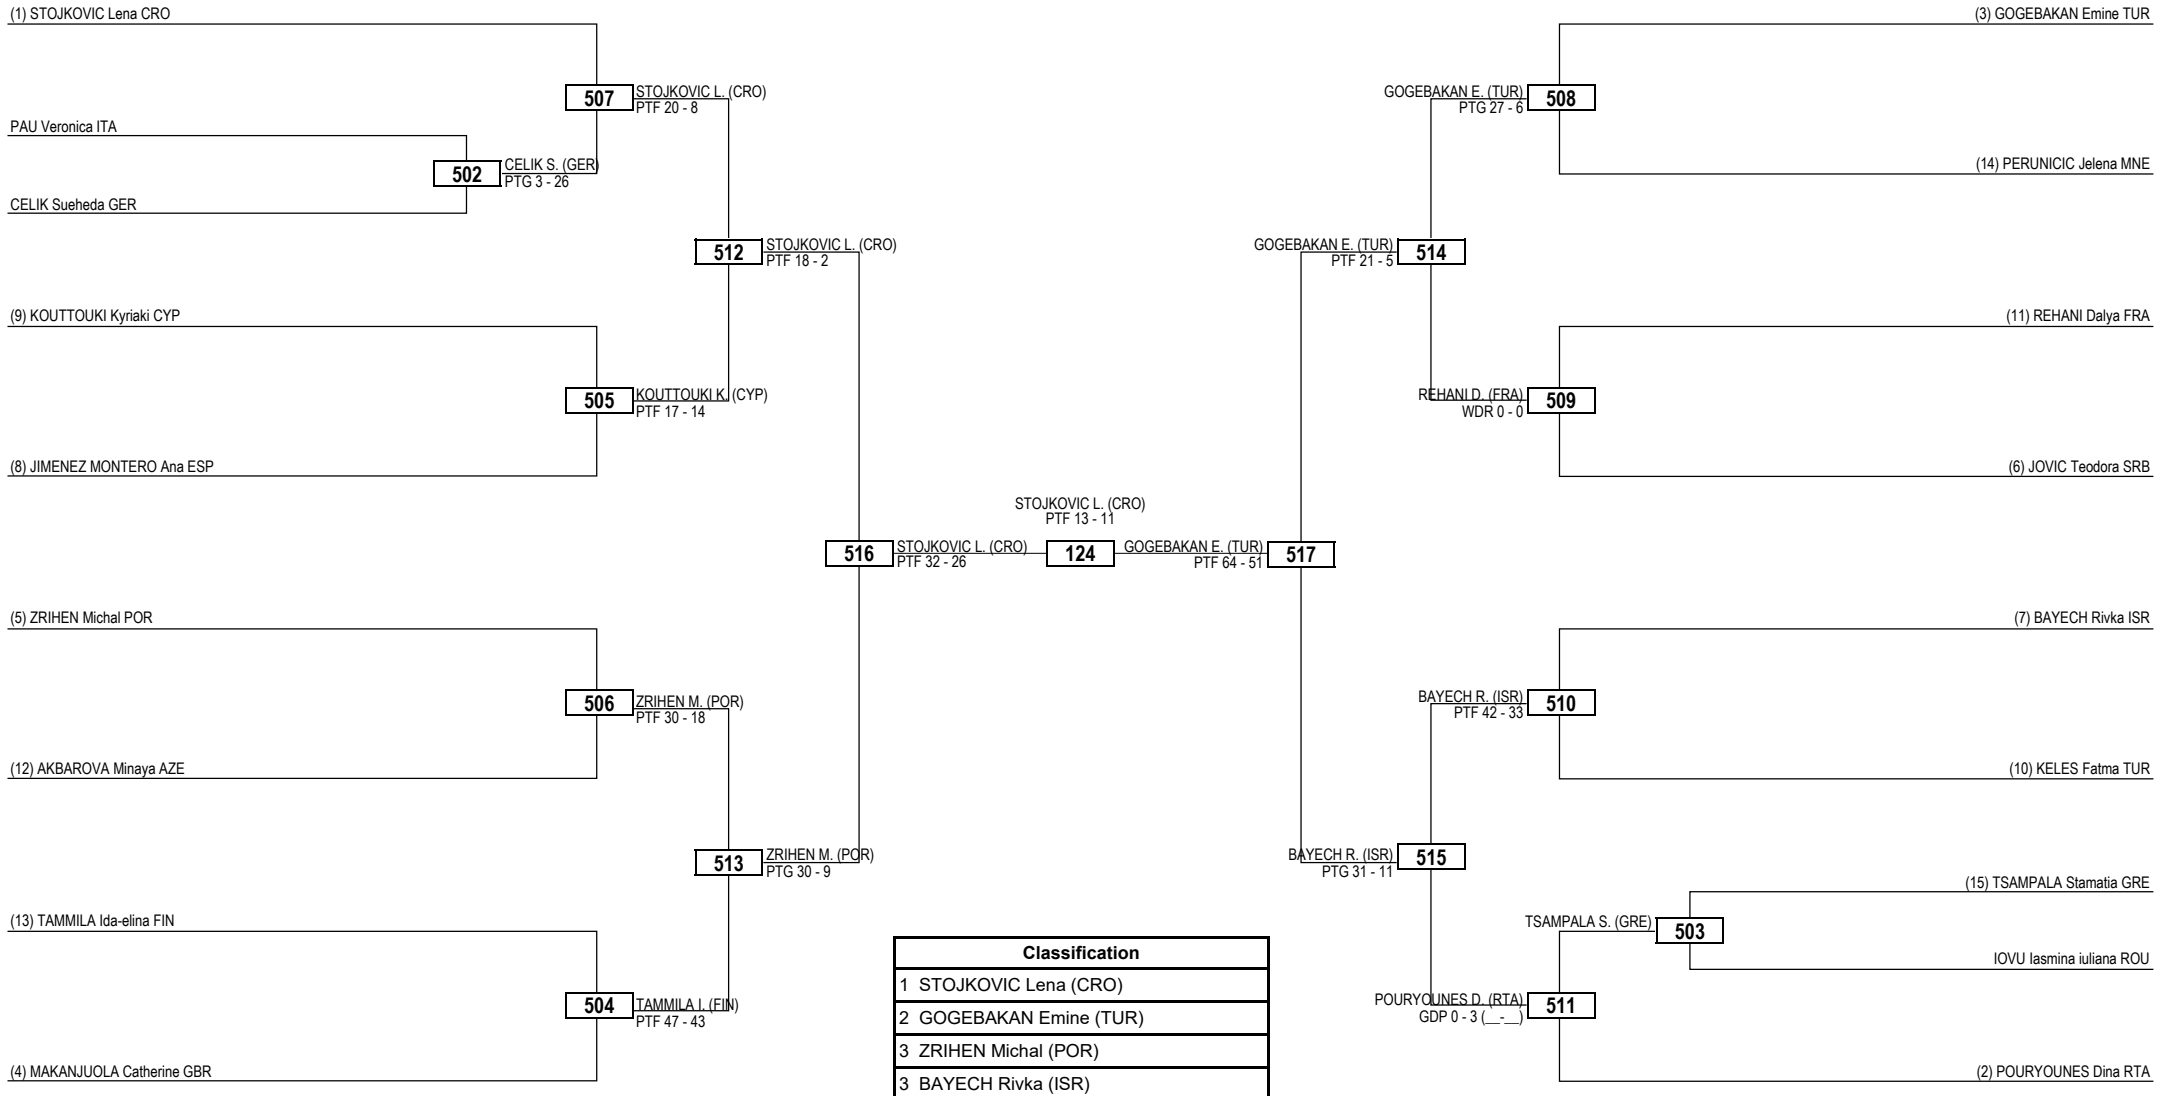 (1) STOJKOVIC Lena CRO
507
STOJKOVIC L. (CRO)
PTF 20 - 8
PAU Veronica ITA
502
CELIK S. (GER)
PTG 3 - 26
CELIK Sueheda GER
512
STOJKOVIC L. (CRO)
PTF 18 - 2
(9) KOUTTOUKI Kyriaki CYP
505
KOUTTOUKI K. (CYP)
PTF 17 - 14
(8) JIMENEZ MONTERO Ana ESP
516
STOJKOVIC L. (CRO)
PTF 32 - 26
(5) ZRIHEN Michal POR
506
ZRIHEN M. (POR)
PTF 30 - 18
(12) AKBAROVA Minaya AZE
513
ZRIHEN M. (POR)
PTG 30 - 9
(13) TAMMILA Ida-elina FIN
504
TAMMILA I. (FIN)
PTF 47 - 43
(4) MAKANJUOLA Catherine GBR
STOJKOVIC L. (CRO)
PTF 13 - 11
124
(3) GOGEBAKAN Emine TUR
GOGEBAKAN E. (TUR)
PTG 27 - 6
508
(14) PERUNICIC Jelena MNE
GOGEBAKAN E. (TUR)
PTF 21 - 5
514
(11) REHANI Dalya FRA
REHANI D. (FRA)
WDR 0 - 0
509
(6) JOVIC Teodora SRB
GOGEBAKAN E. (TUR)
PTF 64 - 51
517
(7) BAYECH Rivka ISR
BAYECH R. (ISR)
PTF 42 - 33
510
(10) KELES Fatma TUR
BAYECH R. (ISR)
PTG 31 - 11
515
(15) TSAMPALA Stamatia GRE
TSAMPALA S. (GRE)
503
IOVU Iasmina iuliana ROU
POURYOUNES D. (RTA)
GDP 0 - 3 (__-__)
511
(2) POURYOUNES Dina RTA
Classification
1 STOJKOVIC Lena (CRO)
2 GOGEBAKAN Emine (TUR)
3 ZRIHEN Michal (POR)
3 BAYECH Rivka (ISR)